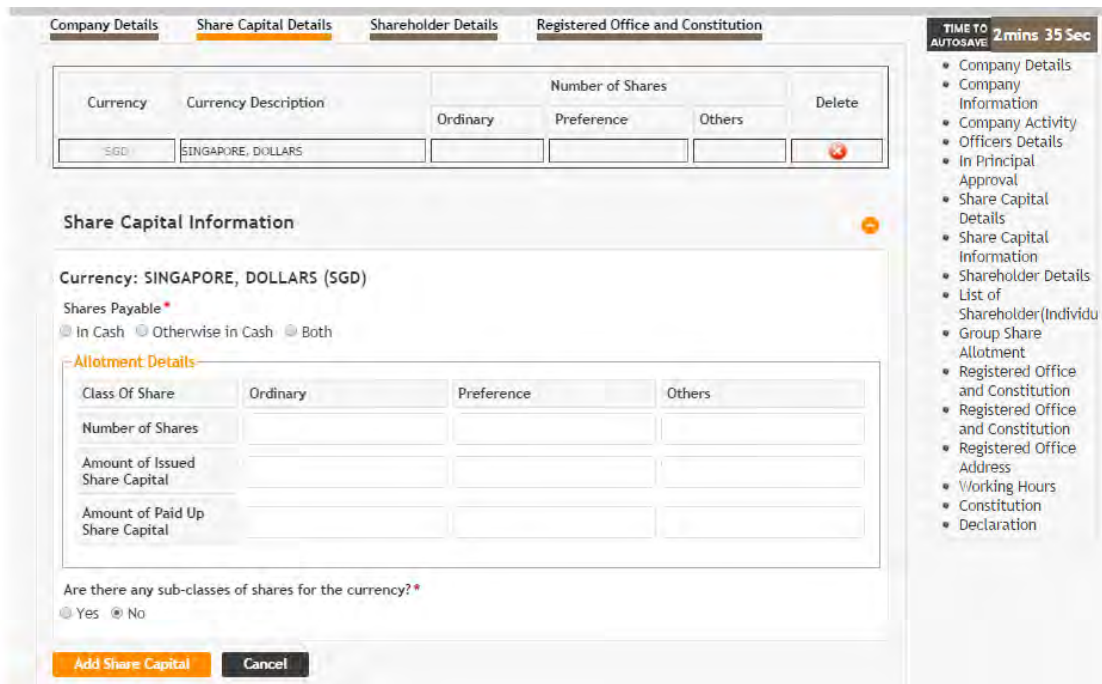 Company Details Share Capital Details Shareholder Details Registered Office and Constitution
Currency Currency Description Number of Shares Delete
Ordinary Preference Others
SGD SINGAPORE, DOLLARS
Share Capital Information
Currency: SINGAPORE, DOLLARS (SGD)
Shares Payable*
In Cash Otherwise in Cash Both
Allotment Details
Class Of Share Ordinary Preference Others
Number of Shares
Amount of Issued
Share Capital
Amount of Paid Up
Share Capital
Are there any sub-classes of shares for the currency?*
Yes No
Add Share Capital Cancel
TIME TO
AUTOSAVE
2mins 35 Sec
Company Details
Company
Information
Company Activity
Officers Details
In Principal
Approval
Share Capital
Details
Share Capital
Information
Shareholder Details
List of
Shareholder(Individu
Group Share
Allotment
Registered Office
and Constitution
Registered Office
and Constitution
Registered Office
Address
Working Hours
Constitution
Declaration